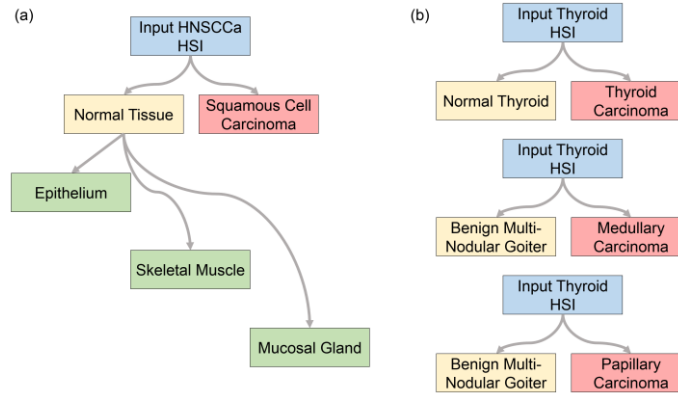 (a)
Input HNSCCa
HSI
Normal Tissue
Squamous Cell
Carcinoma
Epithelium
Skeletal Muscle
Mucosal Gland
(b)
Input Thyroid
HSI
Normal Thyroid
Thyroid
Carcinoma
Input Thyroid
HSI
Benign Multi-
Nodular Goiter
Medullary
Carcinoma
Input Thyroid
HSI
Benign Multi-
Nodular Goiter
Papillary
Carcinoma